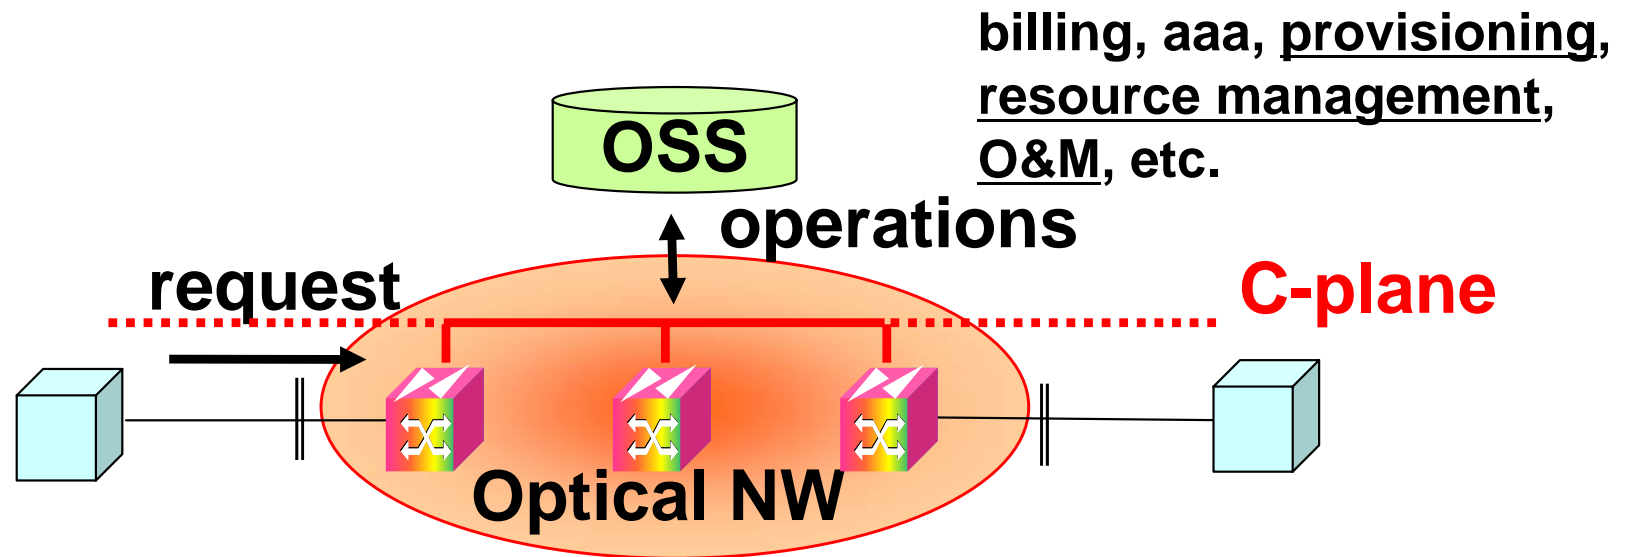 billing, aaa, provisioning,
resource management,
O&M, etc.
OSS
operations
request
C-plane
Optical NW